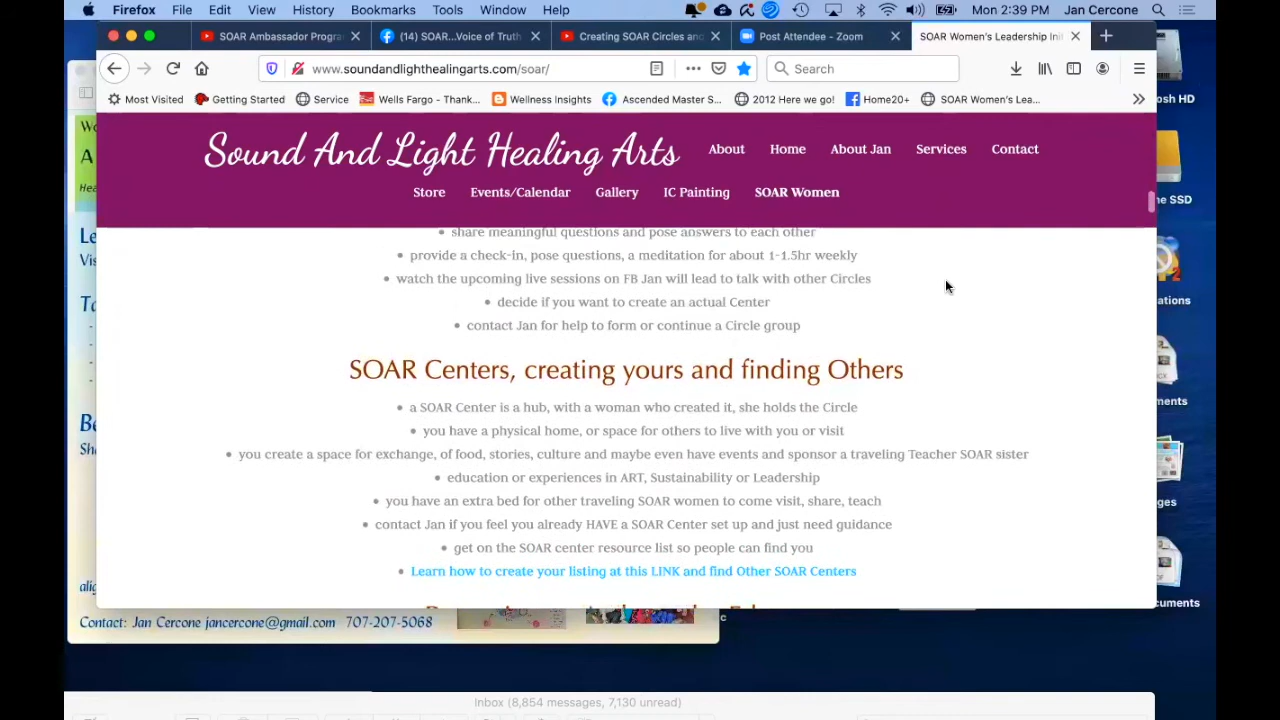 Firefox File Edit View History Bookmarks Tools Window Help Mon 2:39 PM Jan Cercone
SOAR Ambassador Progra (14) SOAR...Voice of Truth Creating SOAR Circles and Post Attendee - Zoom SOAR Women's Leadership Ini
www.soundandlighthealingarts.com/soar/ Search
Most Visited Getting Started Service Wells Fargo - Thank... Wellness Insights Ascended Master S... 2012 Here we go! Home20+ SOAR Women's Lea...
Sound And Light Healing Arts About Home About Jan Services Contact
Store Events/Calendar Gallery IC Painting SOAR Women
• share meaningful questions and pose answers to each other
• provide a check-in, pose questions, a meditation for about 1-1.5hr weekly
• watch the upcoming live sessions on FB Jan will lead to talk with other Circles
• decide if you want to create an actual Center
• contact Jan for help to form or continue a Circle group
SOAR Centers, creating yours and finding Others
• a SOAR Center is a hub, with a woman who created it, she holds the Circle
• you have a physical home, or space for others to live with you or visit
• you create a space for exchange, of food, stories, culture and maybe even have events and sponsor a traveling Teacher SOAR sister
• education or experiences in ART, Sustainability or Leadership
• you have an extra bed for other traveling SOAR women to come visit, share, teach
• contact Jan if you feel you already HAVE a SOAR Center set up and just need guidance
• get on the SOAR center resource list so people can find you
• Learn how to create your listing at this LINK and find Other SOAR Centers
Contact: Jan Cercone jancercone@gmail.com 707-207-5068
Inbox (8,854 messages, 7,130 unread)
osh HD
ne SSD
ations
ments
ges
cuments